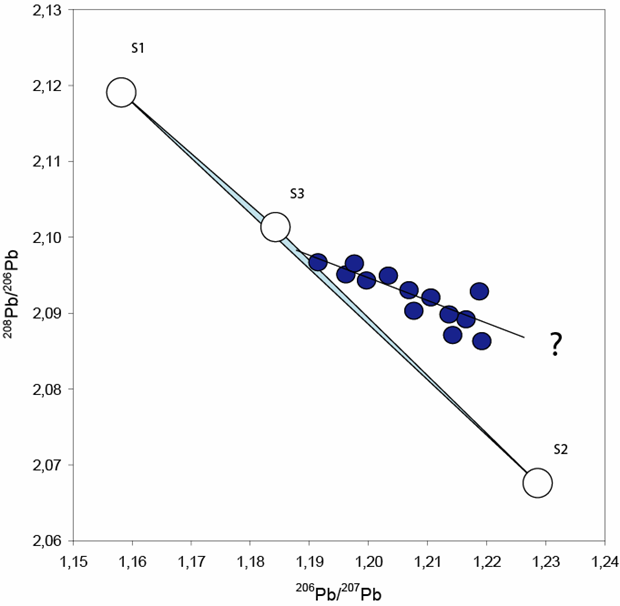 2,13
2,12
2,11
2,10
2,09
2,08
2,07
2,06
S1
S3
?
S2
1,15 1,16 1,17 1,18 1,19 1,20 1,21 1,22 1,23 1,24
²⁰⁸Pb/²⁰⁶Pb
²⁰⁶Pb/²⁰⁷Pb